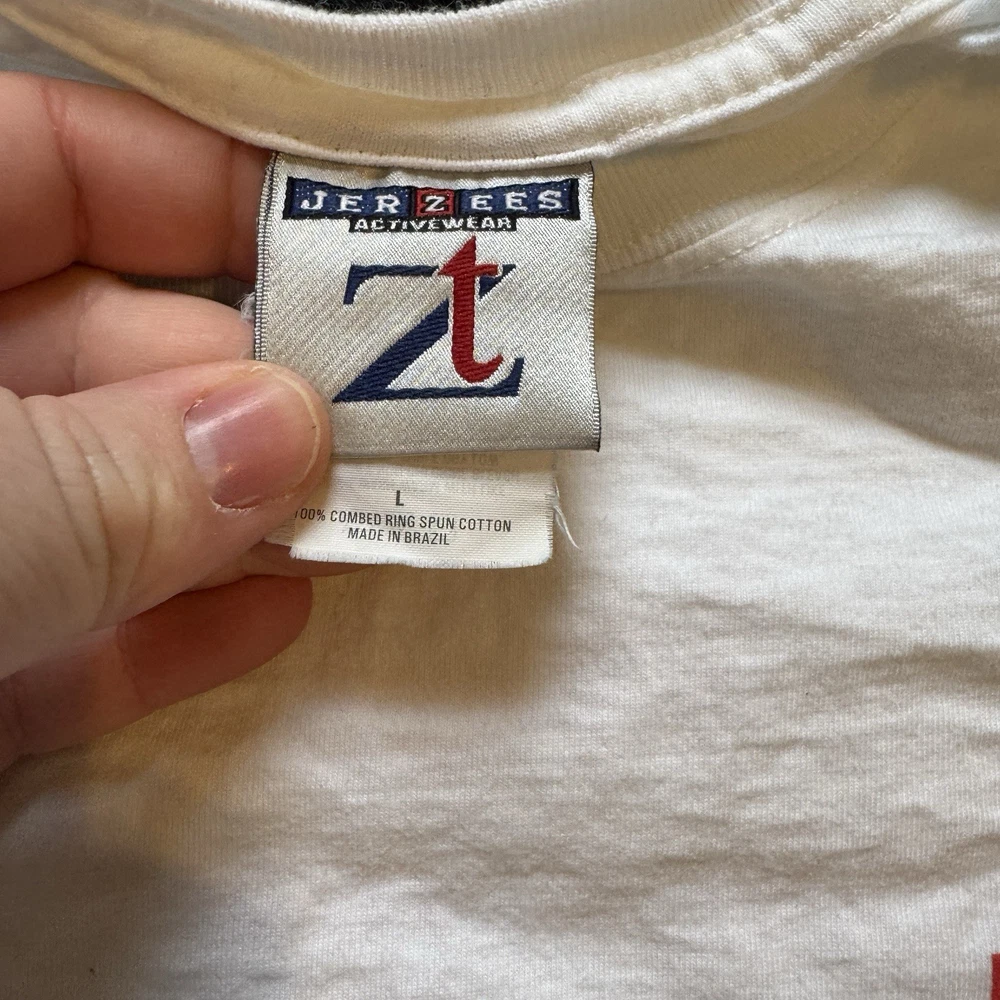 JERZEES
ACTIVEWEAR
Zt
L
100% COMBED RING SPUN COTTON
MADE IN BRAZIL